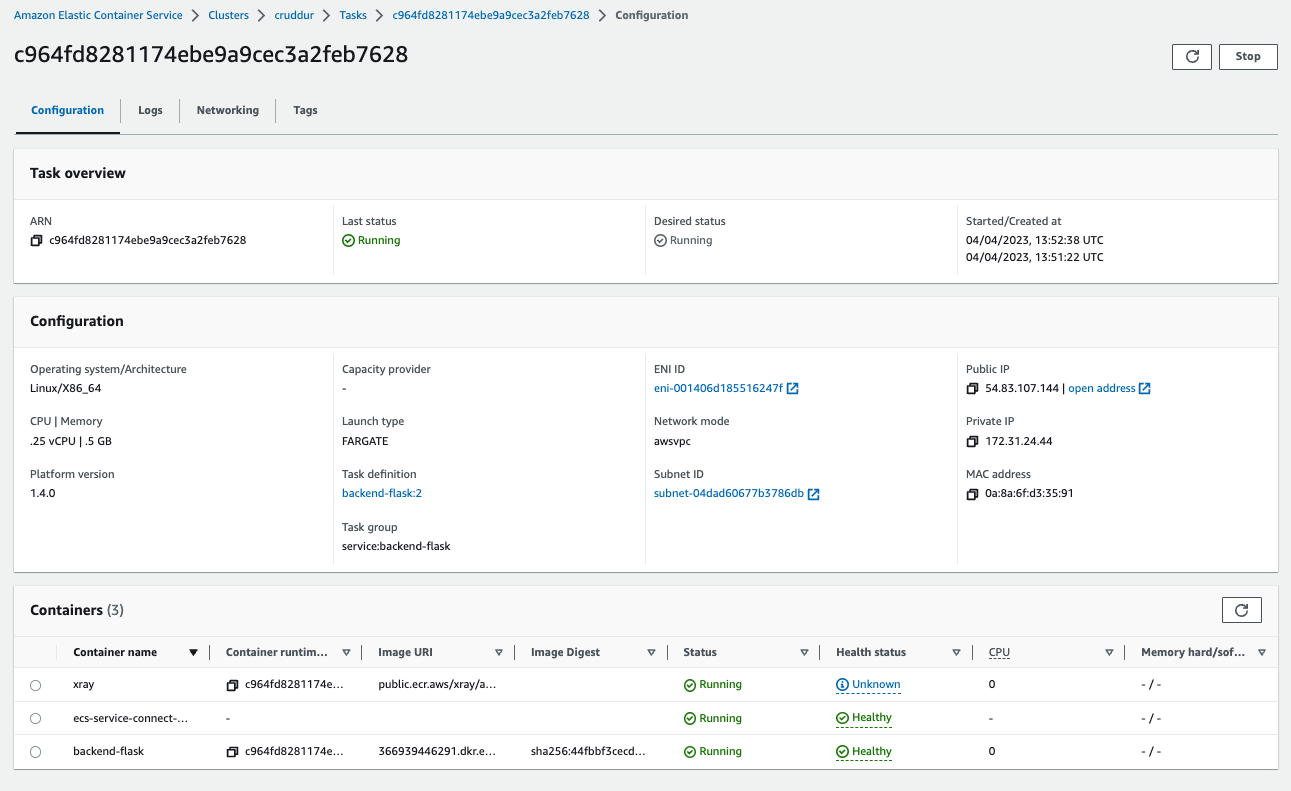 Amazon Elastic Container Service > Clusters > cruddur > Tasks > c964fd8281174ebe9a9cec3a2feb7628 > Configuration
c964fd8281174ebe9a9cec3a2feb7628
Stop
Configuration Logs Networking Tags
Task overview
ARN Last status Desired status Started/Created at
c964fd8281174ebe9a9cec3a2feb7628 Running Running 04/04/2023, 13:52:38 UTC
04/04/2023, 13:51:22 UTC
Configuration
Operating system/Architecture Capacity provider ENI ID Public IP
Linux/X86_64 - eni-001406d185516247f 54.83.107.144 | open address
CPU | Memory Launch type Network mode Private IP
.25 vCPU | .5 GB FARGATE awsvpc 172.31.24.44
Platform version Task definition Subnet ID MAC address
1.4.0 backend-flask:2 subnet-04dad60677b3786db 0a:8a:6f:d3:35:91
Task group
service:backend-flask
Containers (3)
Container name Container runtim... Image URI Image Digest Status Health status CPU Memory hard/sof...
xray c964fd8281174e... public.ecr.aws/xray/a... Running Unknown 0 - / -
ecs-service-connect-... - Running Healthy - - / -
backend-flask c964fd8281174e... 366939446291.dkr.e... sha256:44fbbf3cecd... Running Healthy 0 - / -